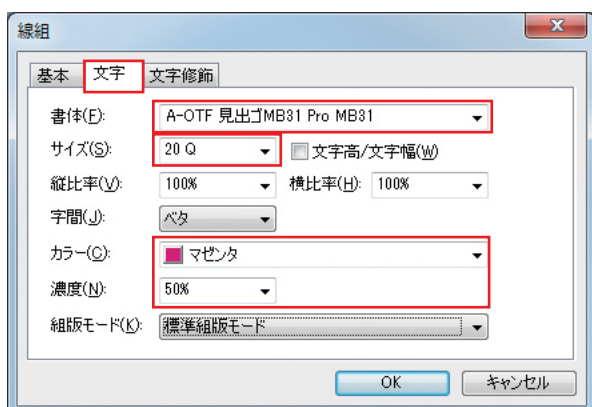 線組
基本 文字 文字修飾
書体(F): A-OTF 見出ゴMB31 Pro MB31
サイズ(S): 20 Q 文字高/文字幅(W)
縦比率(V): 100% 横比率(H): 100%
字間(J): ベタ
カラー(C): マゼンタ
濃度(N): 50%
組版モード(K): 標準組版モード
OK キャンセル